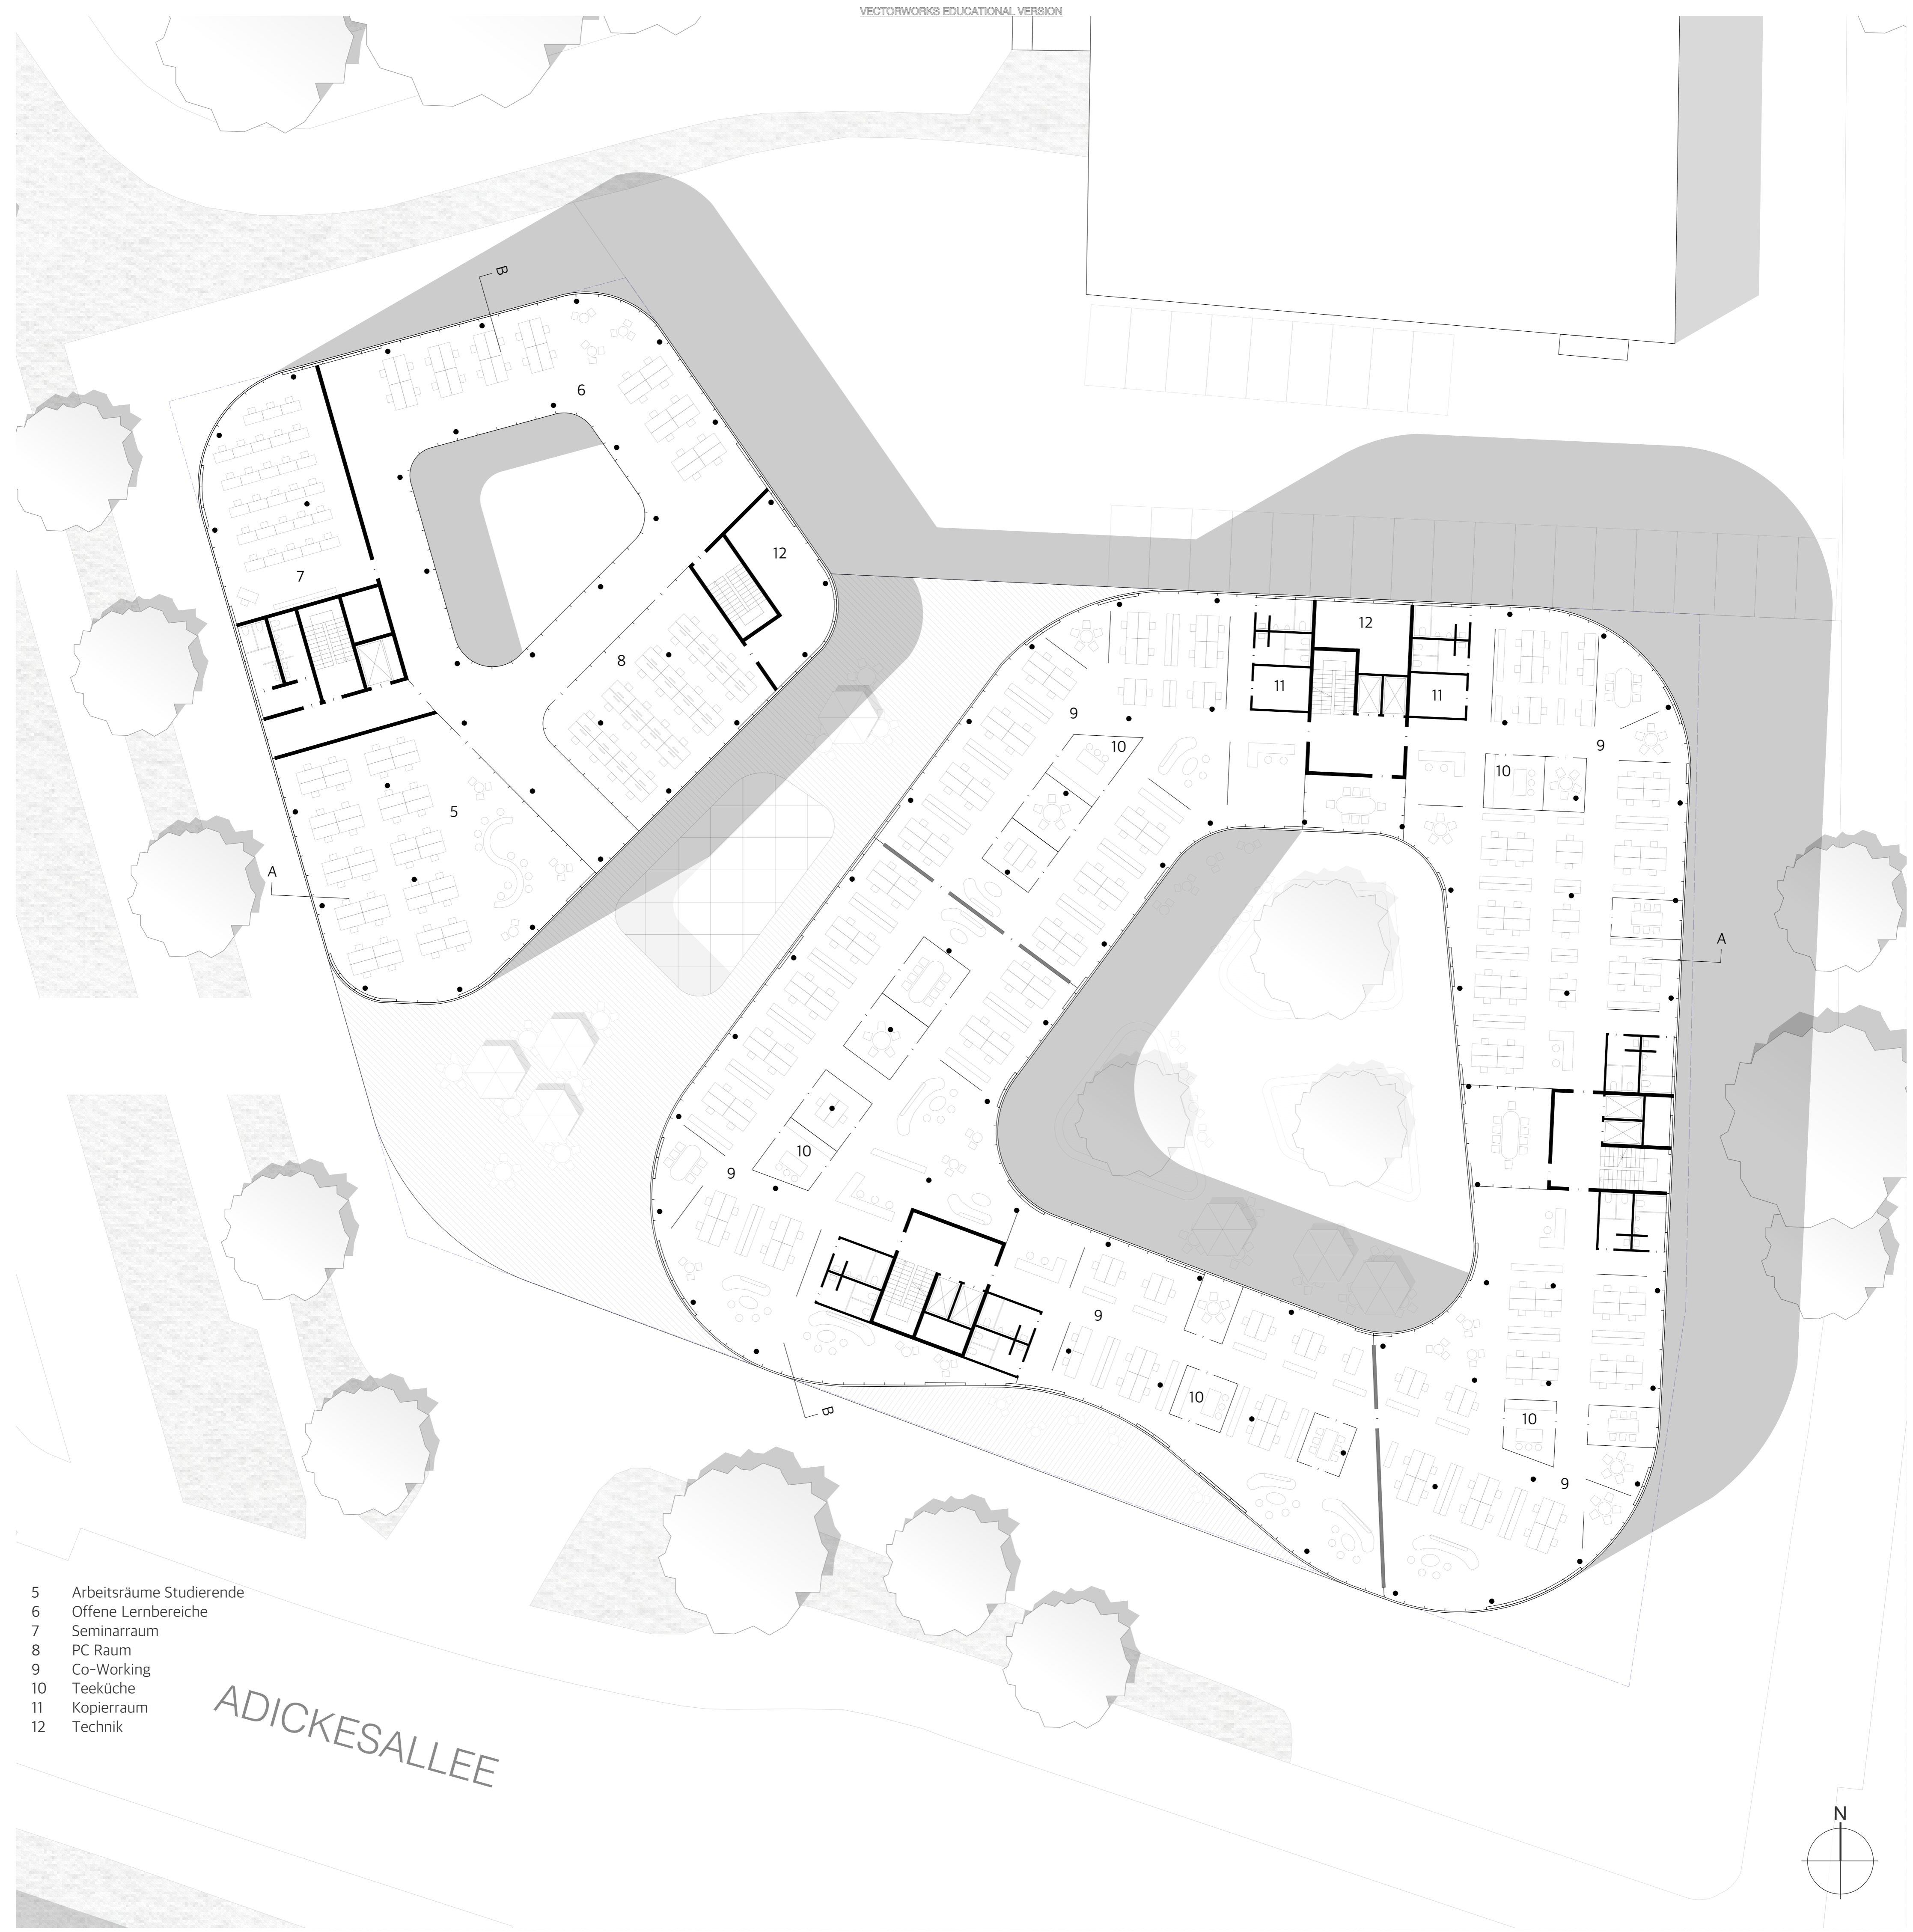 VECTORWORKS EDUCATIONAL VERSION
B
6
12
7
12
11
11
8
9
10
9
10
5
A
A
10
9
9
10
10
B
9
5 Arbeitsräume Studierende
6 Offene Lernbereiche
7 Seminarraum
8 PC Raum
9 Co-Working
10 Teeküche
11 Kopierraum
12 Technik
ADICKESALLEE
N